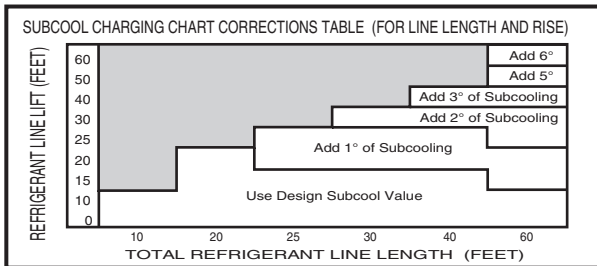 SUBCOOL CHARGING CHART CORRECTIONS TABLE (FOR LINE LENGTH AND RISE)
REFRIGERANT LINE LIFT (FEET)
60
Add 6°
50
Add 5°
40
Add 3° of Subcooling
30
Add 2° of Subcooling
25
20
Add 1° of Subcooling
15
10
Use Design Subcool Value
0
10 20 25 30 40 60
TOTAL REFRIGERANT LINE LENGTH (FEET)